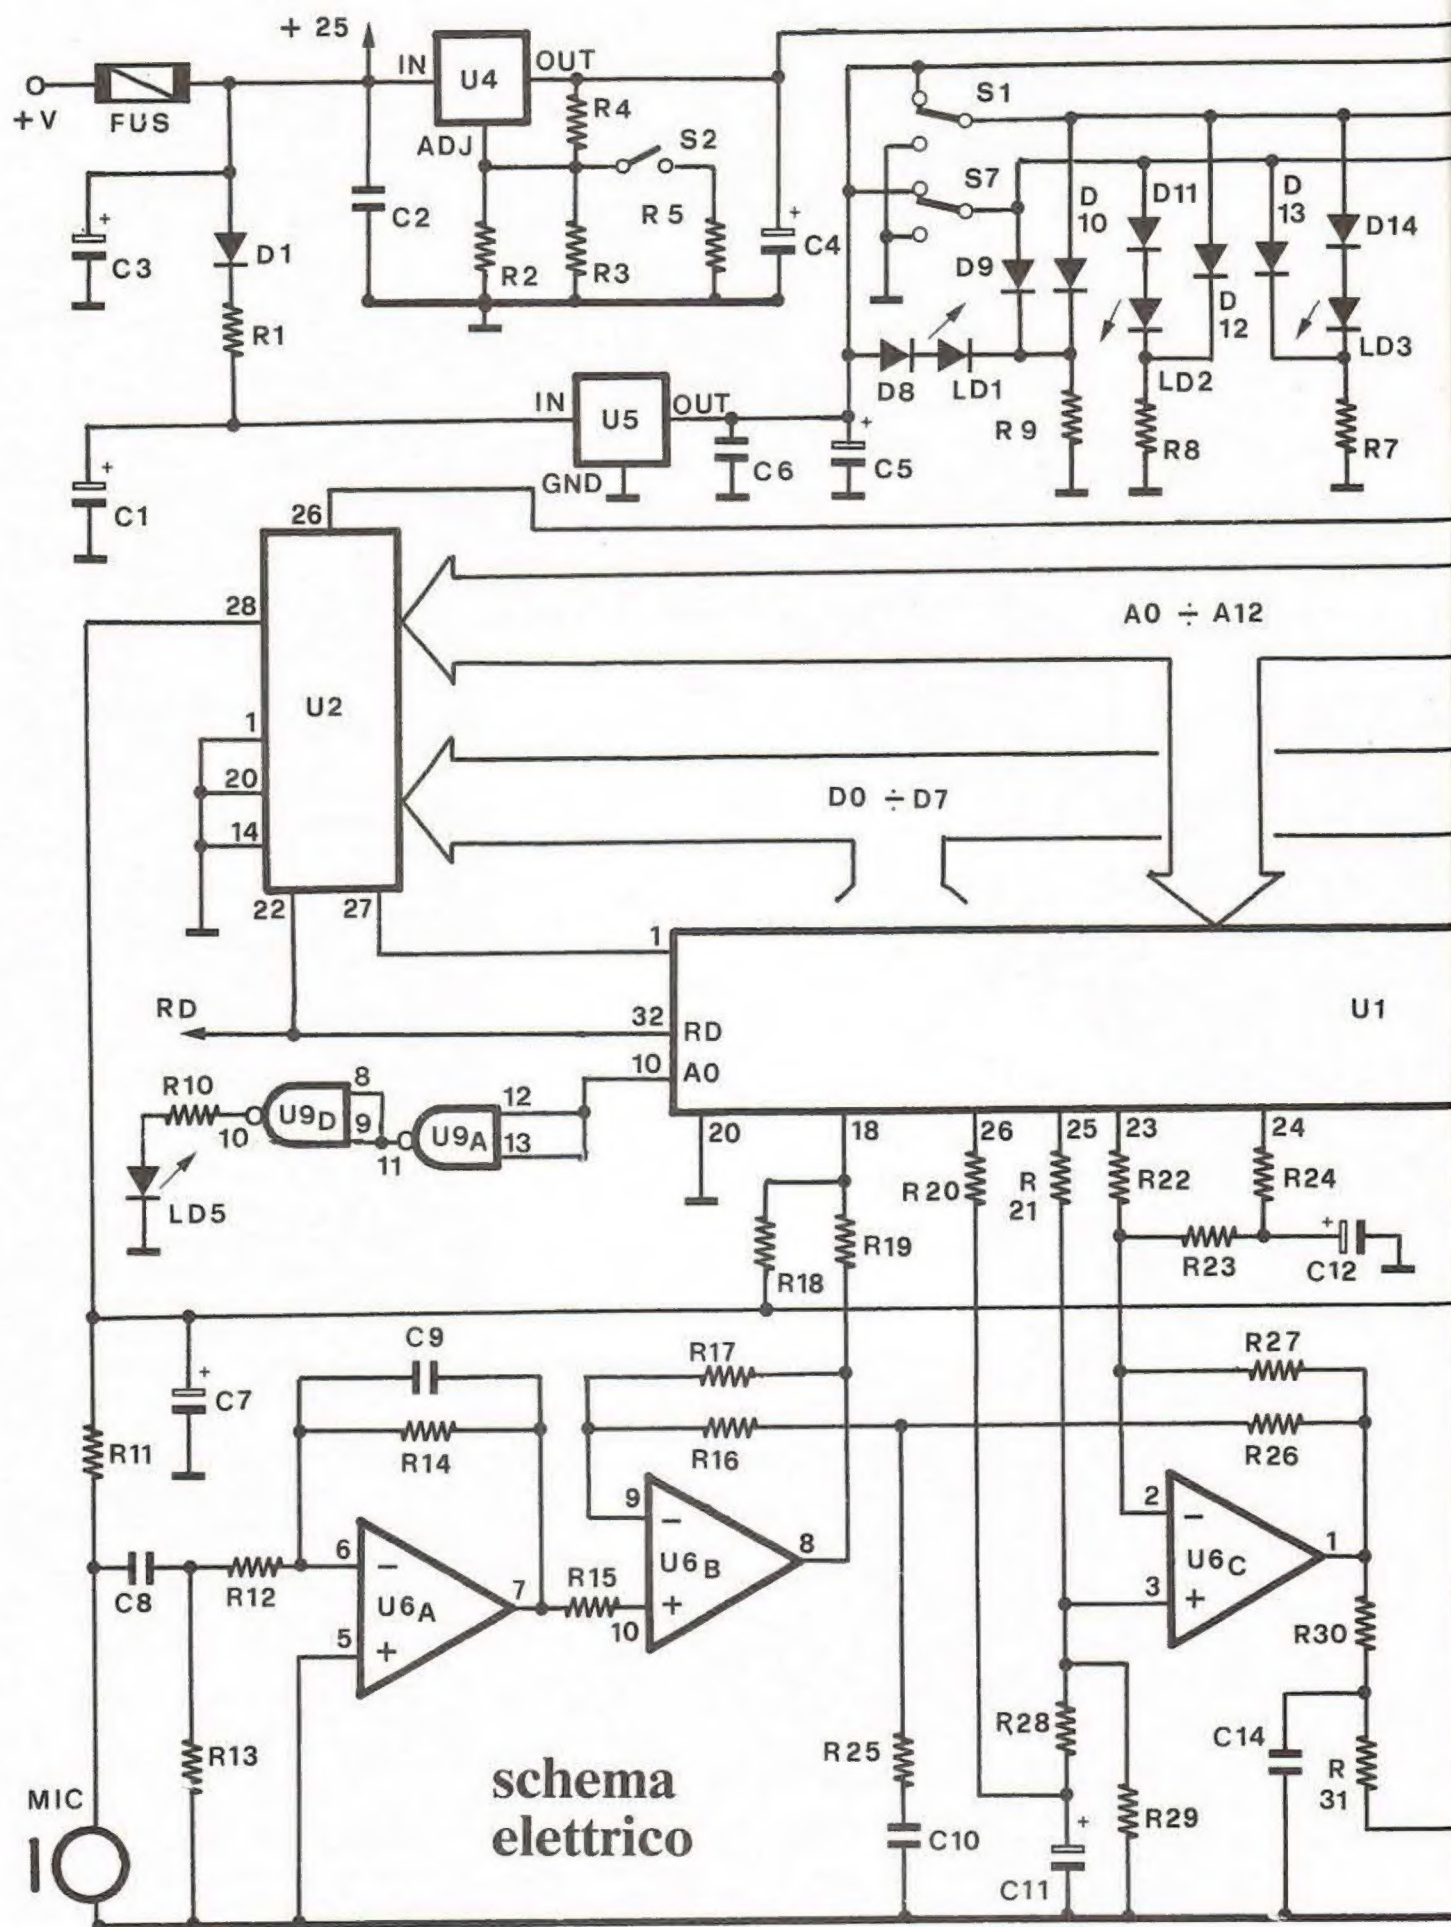 + 25
IN
U4
OUT
+V
FUS
ADJ
R4
S2
S1
S7
C2
R2
R3
R5
+
C4
+
C3
D1
R1
D9
D
10
D11
D
12
D
13
D14
D8
LD1
LD2
LD3
R9
R8
R7
IN
U5
OUT
GND
C6
+
C5
+
C1
26
28
U2
1
20
14
22
27
A0 ÷ A12
D0 ÷ D7
1
RD
32
RD
10
A0
U1
R10
8
U9D
9
10
12
U9A
13
11
LD5
20
18
26
25
23
24
R20
R
21
R22
R24
R18
R19
R23
+
C12
C9
R17
R27
+
C7
R11
R14
R16
R26
9
−
U6B
8
+
10
2
−
U6C
1
3
+
C8
R12
6
−
U6A
7
5
+
R15
R30
R13
R25
R28
C14
R
31
MIC
schema
elettrico
C10
+
C11
R29